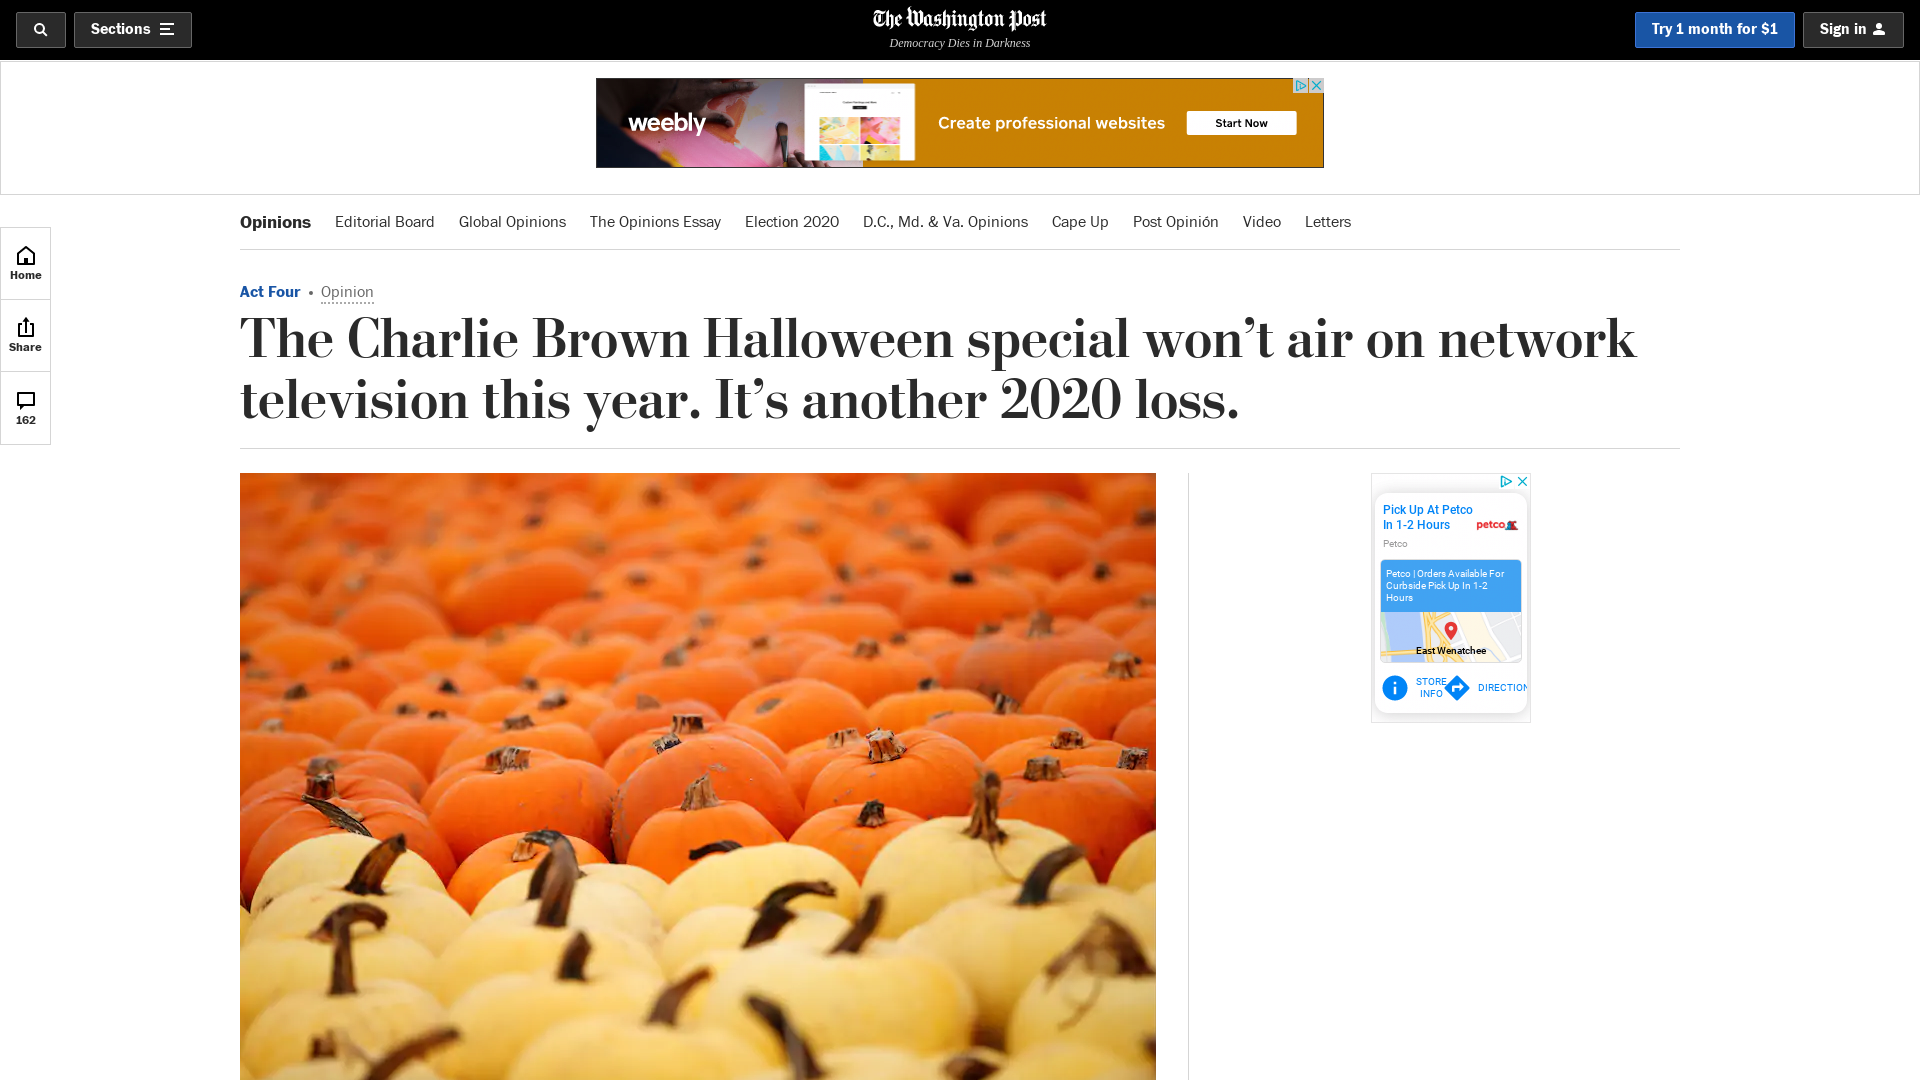 Sections
The Washington Post
Democracy Dies in Darkness
Try 1 month for $1
Sign in
weebly
Create professional websites
Start Now
Opinions
Editorial Board
Global Opinions
The Opinions Essay
Election 2020
D.C., Md. & Va. Opinions
Cape Up
Post Opinión
Video
Letters
Home
Share
162
Act Four • Opinion
The Charlie Brown Halloween special won’t air on network
television this year. It’s another 2020 loss.
Pick Up At Petco
In 1-2 Hours
petco
Petco
Petco | Orders Available For
Curbside Pick Up In 1-2
Hours
East Wenatchee
STORE
INFO
DIRECTION